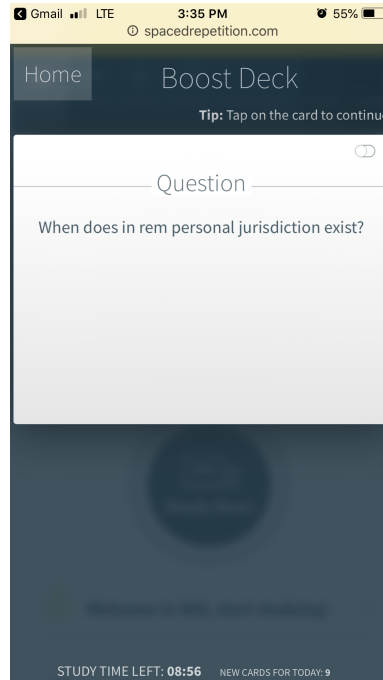 Gmail LTE 3:35 PM 55%
spacedrepetition.com
Home Boost Deck
Tip: Tap on the card to continu
Question
When does in rem personal jurisdiction exist?
STUDY TIME LEFT: 08:56 NEW CARDS FOR TODAY: 9